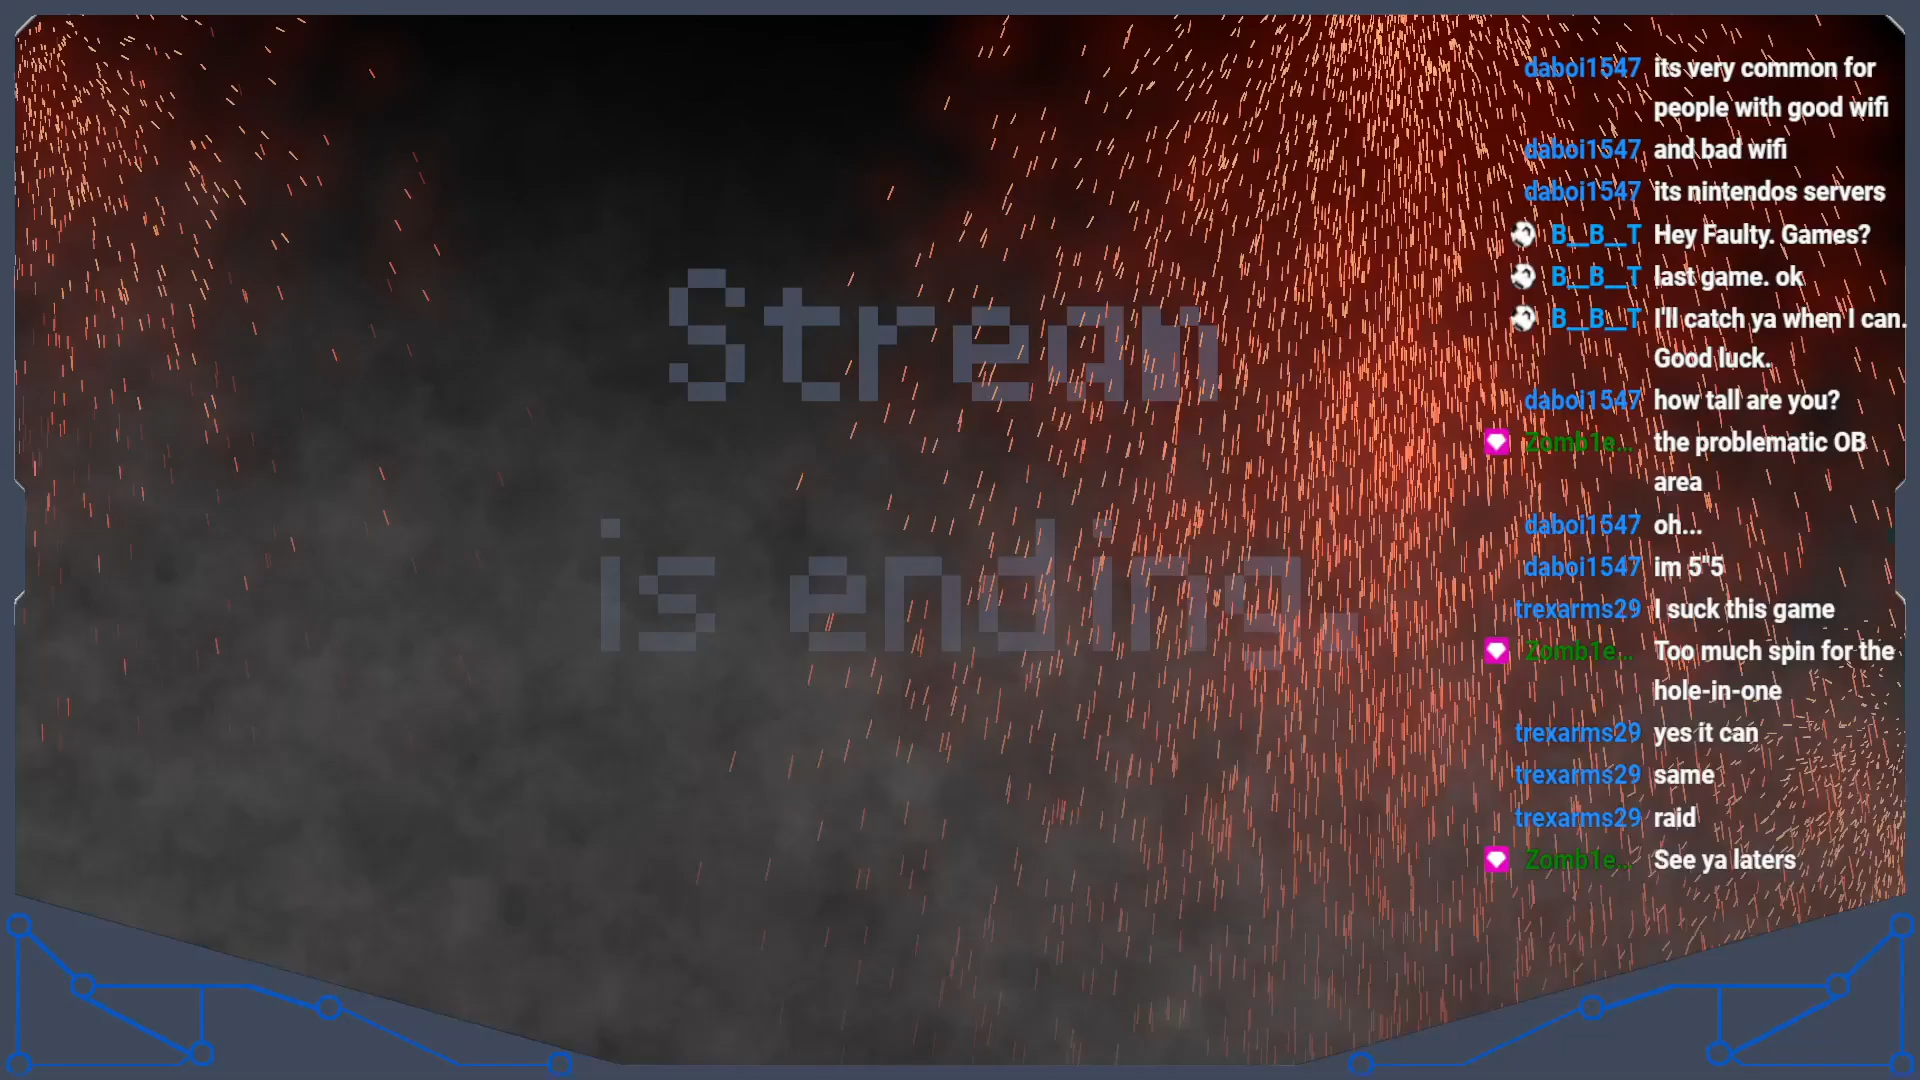 Stream
is ending.
daboi1547 its very common for
people with good wifi
daboi1547 and bad wifi
daboi1547 its nintendos servers
B__B__T Hey Faulty. Games?
B__B__T last game. ok
B__B__T I'll catch ya when I can.
Good luck.
daboi1547 how tall are you?
Zomb1e... the problematic OB
area
daboi1547 oh...
daboi1547 im 5"5
trexarms29 I suck this game
Zomb1e... Too much spin for the
hole-in-one
trexarms29 yes it can
trexarms29 same
trexarms29 raid
Zomb1e... See ya laters